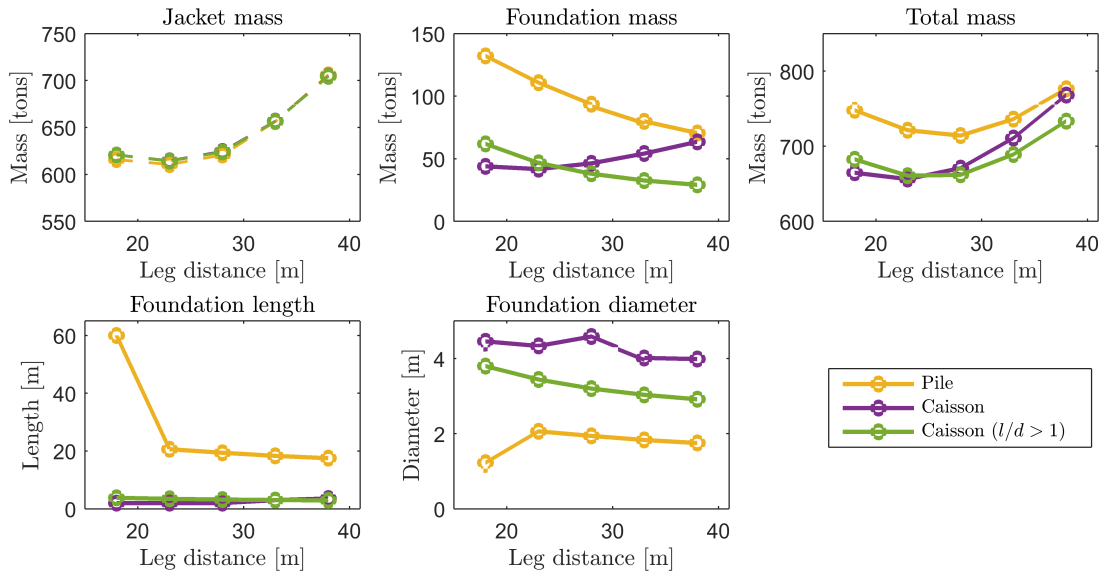 Jacket mass
Foundation mass
Total mass
750
700
650
600
550
Mass [tons]
20
30
40
Leg distance [m]
150
100
50
0
Mass [tons]
20
30
40
Leg distance [m]
800
700
600
Mass [tons]
20
30
40
Leg distance [m]
Foundation length
Foundation diameter
60
40
20
0
Length [m]
20
30
40
Leg distance [m]
4
2
0
Diameter [m]
20
30
40
Leg distance [m]
Pile
Caisson
Caisson (l/d > 1)